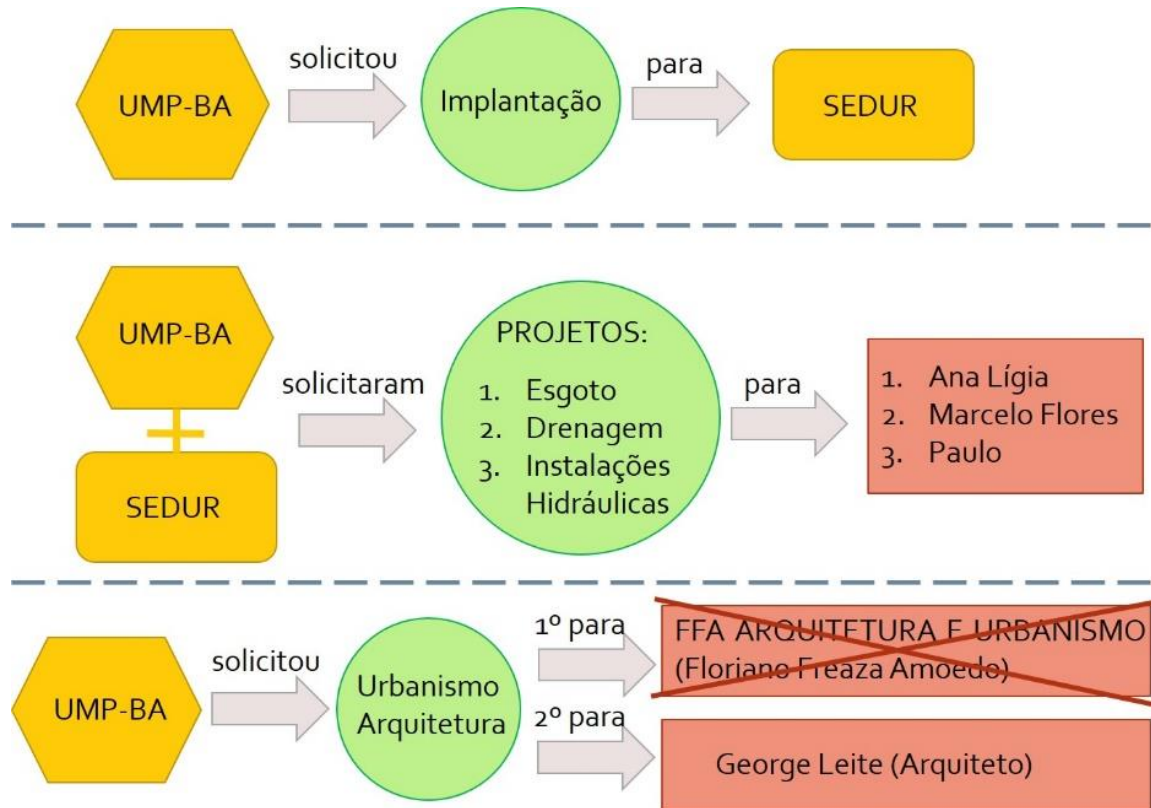 solicitou
para
UMP-BA
Implantação
SEDUR
UMP-BA
SEDUR
solicitaram
PROJETOS:
1. Esgoto
2. Drenagem
3. Instalações
Hidráulicas
para
1. Ana Lígia
2. Marcelo Flores
3. Paulo
UMP-BA
solicitou
Urbanismo
Arquitetura
1º para
FFA ARQUITETURA E URBANISMO
(Floriano Freaza Amoedo)
2º para
George Leite (Arquiteto)